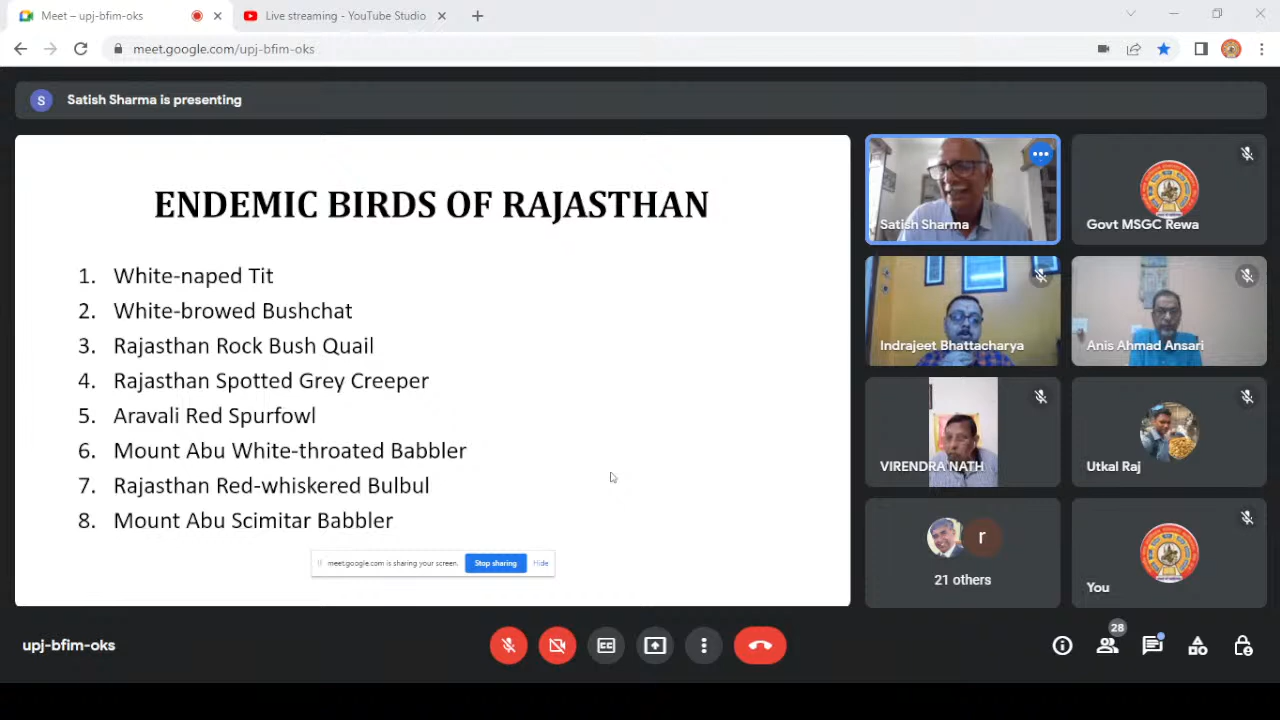 Meet – upj-bfim-oks
Live streaming - YouTube Studio
meet.google.com/upj-bfim-oks
S
Satish Sharma is presenting
ENDEMIC BIRDS OF RAJASTHAN
1. White-naped Tit
2. White-browed Bushchat
3. Rajasthan Rock Bush Quail
4. Rajasthan Spotted Grey Creeper
5. Aravali Red Spurfowl
6. Mount Abu White-throated Babbler
7. Rajasthan Red-whiskered Bulbul
8. Mount Abu Scimitar Babbler
meet.google.com is sharing your screen. Stop sharing Hide
Satish Sharma
Govt MSGC Rewa
Indrajeet Bhattacharya
Anis Ahmad Ansari
VIRENDRA NATH
Utkal Raj
r
21 others
You
upj-bfim-oks
CC
28